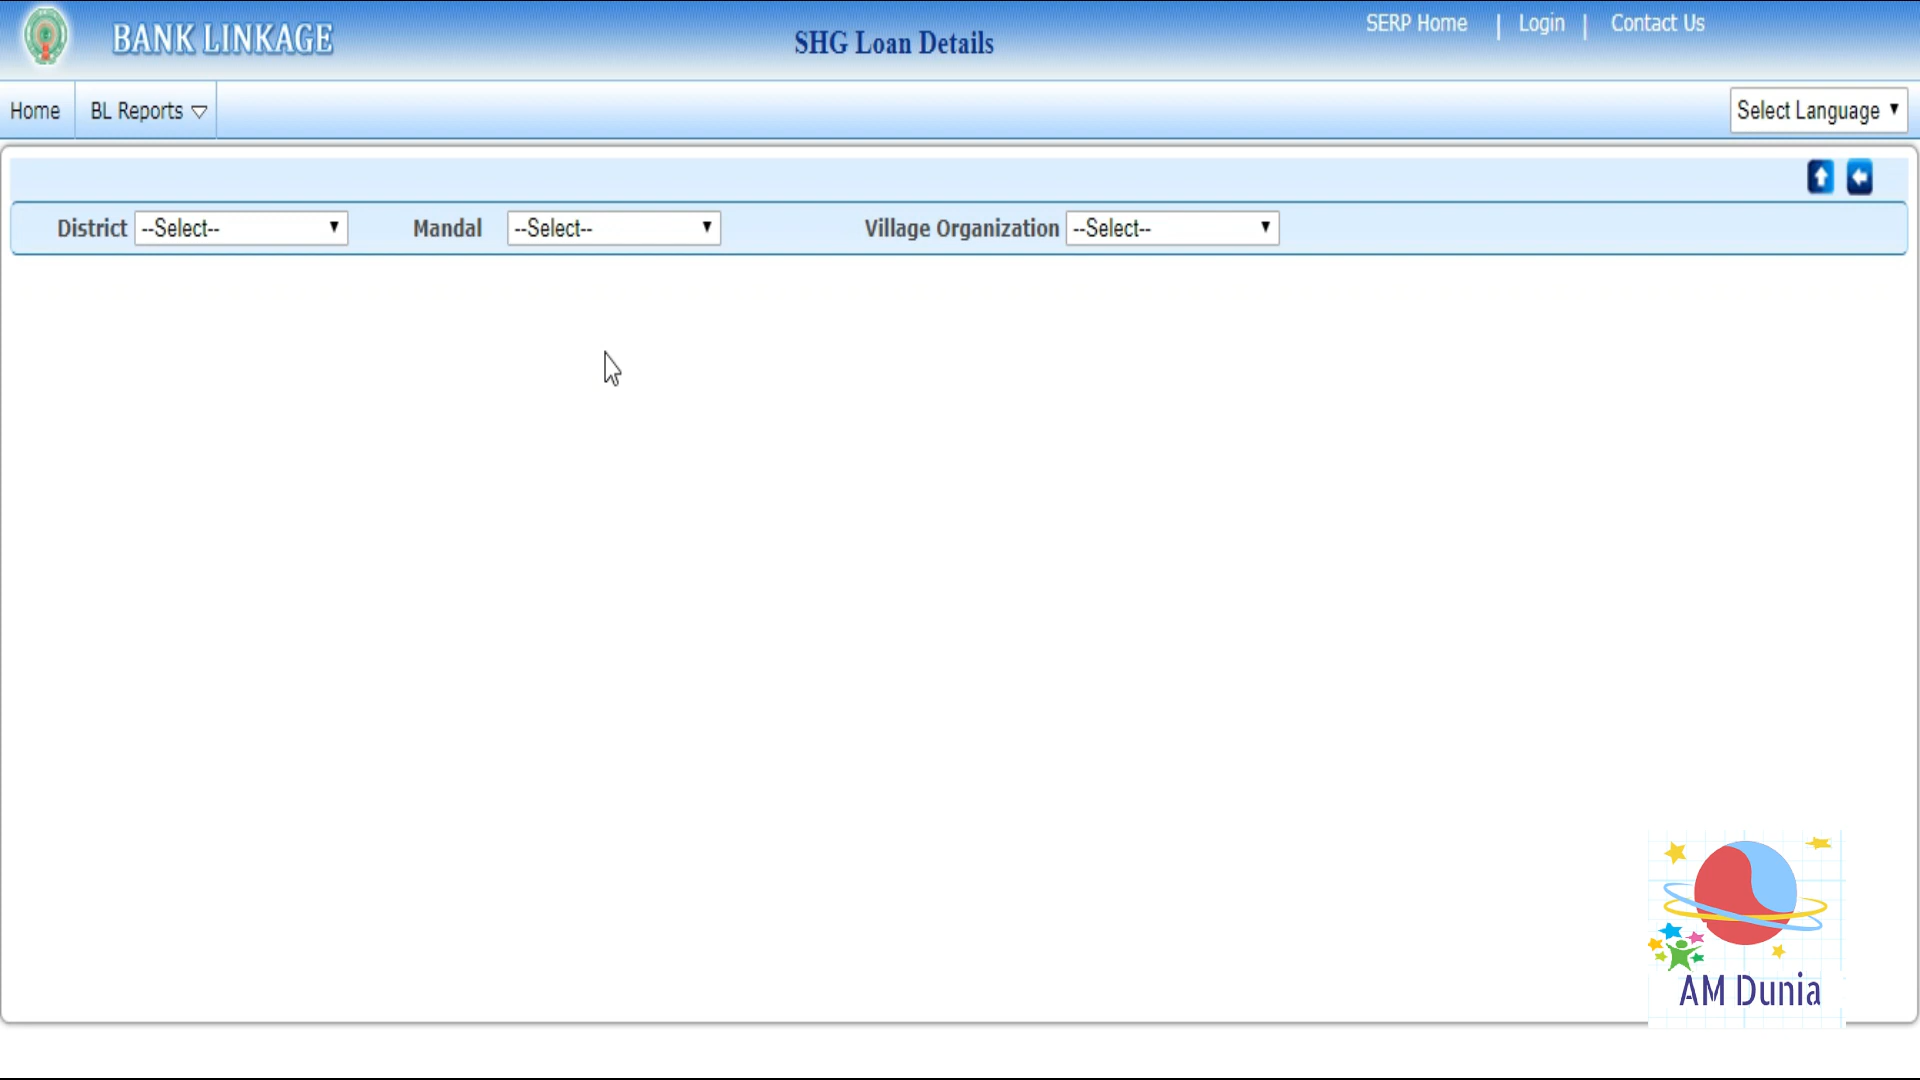 BANK LINKAGE
SHG Loan Details
SERP Home | Login | Contact Us
Home
BL Reports
Select Language
District --Select--
Mandal --Select--
Village Organization --Select--
AM Dunia